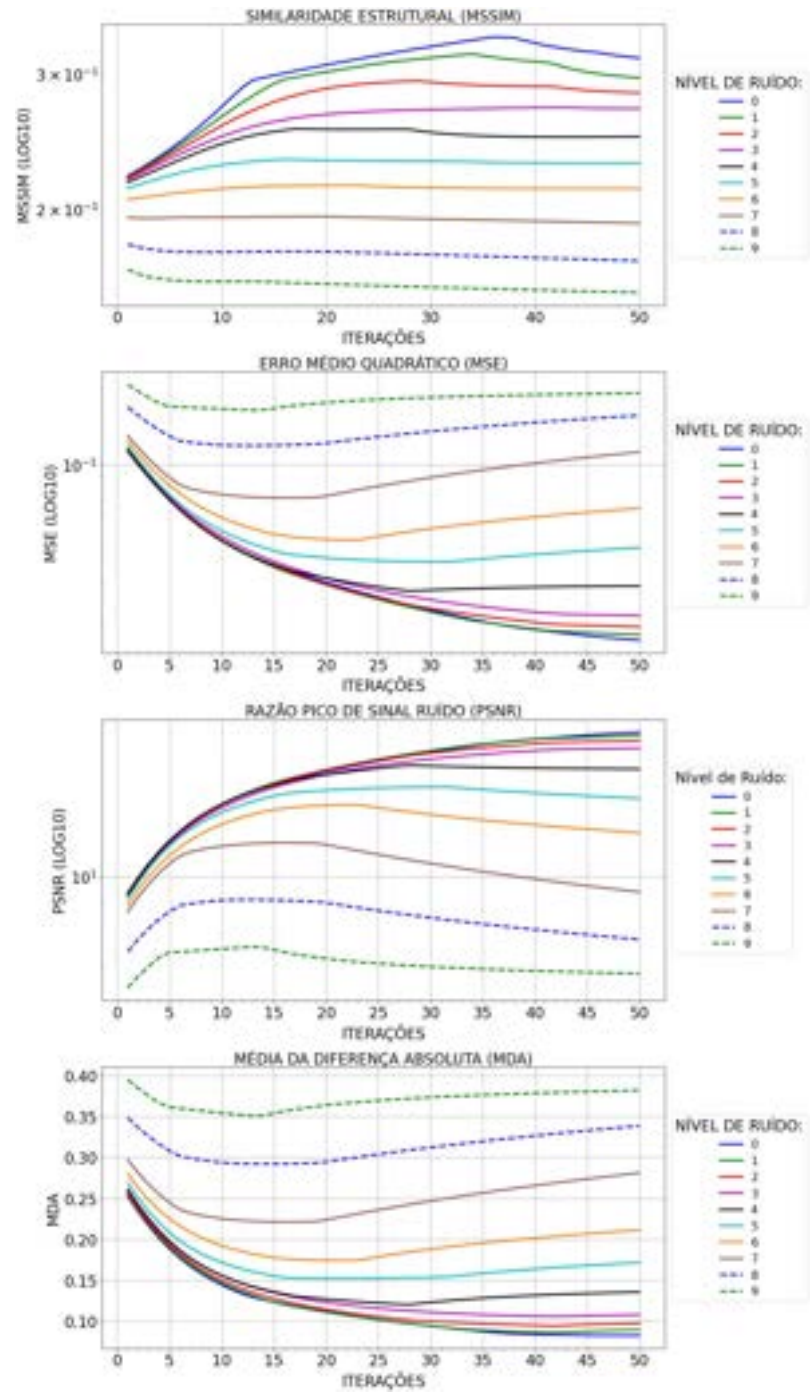 SIMILARIDADE ESTRUTURAL (MSSIM)
MSSIM (LOG10)
3 × 10⁻¹
2 × 10⁻¹
0 5 10 15 20 25 30 35 40 45 50
ITERAÇÕES
NÍVEL DE RUÍDO:
0
1
2
3
4
5
6
7
8
9
ERRO MÉDIO QUADRÁTICO (MSE)
MSE (LOG10)
10⁻¹
0 5 10 15 20 25 30 35 40 45 50
ITERAÇÕES
NÍVEL DE RUÍDO:
0
1
2
3
4
5
6
7
8
9
RAZÃO PICO DE SINAL RUÍDO (PSNR)
PSNR (LOG10)
10¹
0 5 10 15 20 25 30 35 40 45 50
ITERAÇÕES
Nível de Ruído:
0
1
2
3
4
5
6
7
8
9
MÉDIA DA DIFERENÇA ABSOLUTA (MDA)
MDA
0.40
0.35
0.30
0.25
0.20
0.15
0.10
0 5 10 15 20 25 30 35 40 45 50
ITERAÇÕES
NÍVEL DE RUÍDO:
0
1
2
3
4
5
6
7
8
9